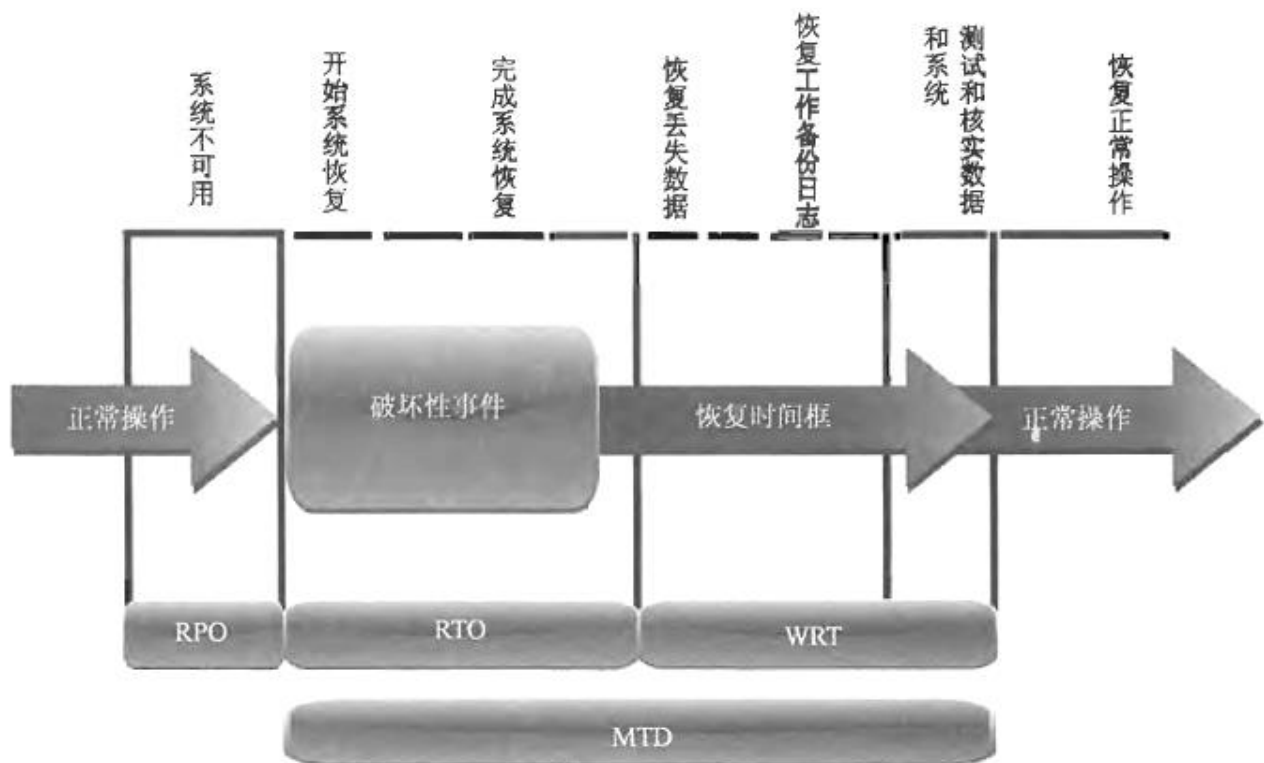 系统不可用
开始系统恢复
完成系统恢复
恢复丢失数据
恢复工作备份日志
测试和核实数据
和系统
恢复正常操作
正常操作
破坏性事件
恢复时间框
正常操作
RPO
RTO
WRT
MTD